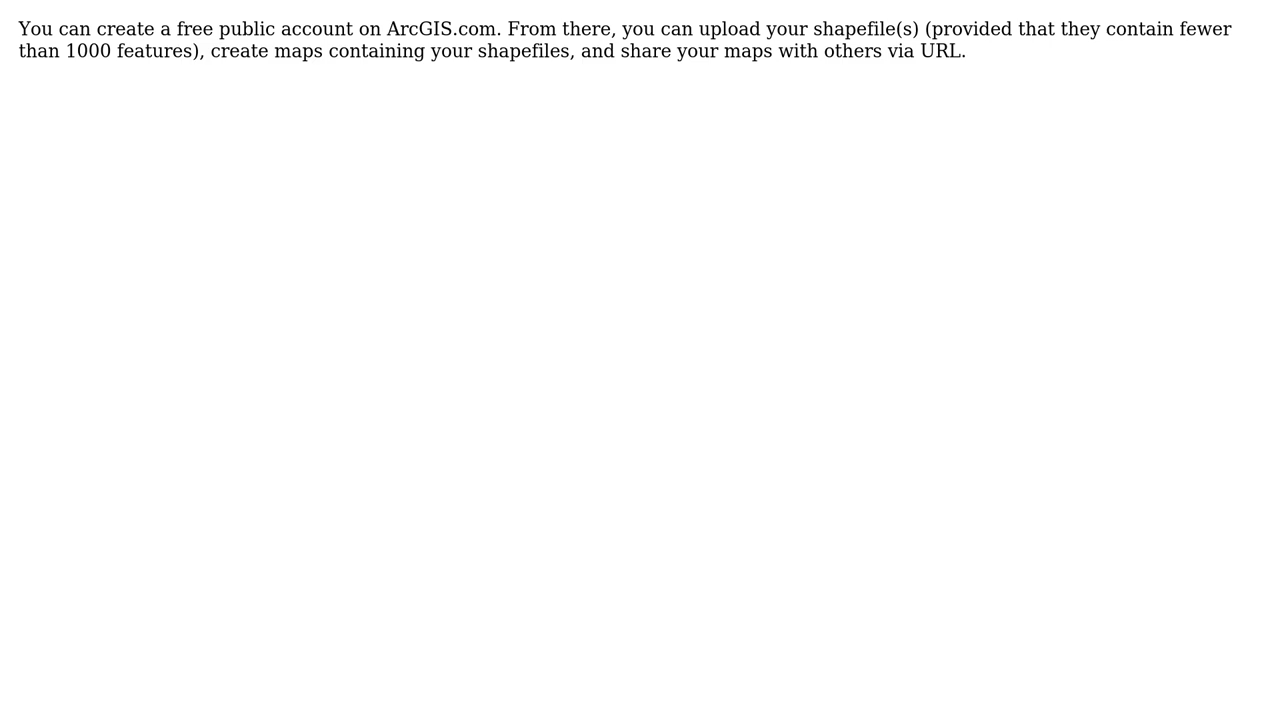 You can create a free public account on ArcGIS.com. From there, you can upload your shapefile(s) (provided that they contain fewer
than 1000 features), create maps containing your shapefiles, and share your maps with others via URL.